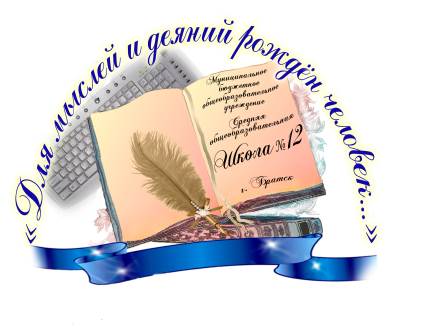 «Для мыслей и деяний рождён человек...»
Муниципальное
бюджетное
общеобразовательное
учреждение
Средняя
общеобразовательная
Школа №12
г. Братск